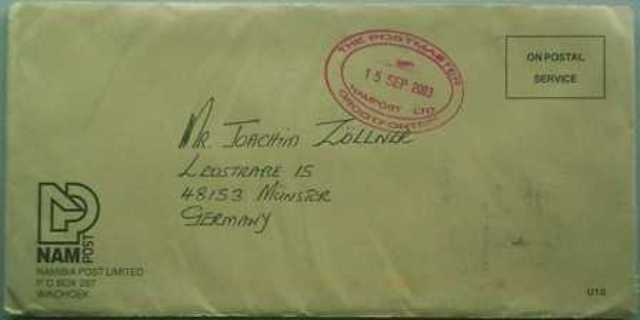 THE POSTMASTER
15 SEP 2003
NAMPOST LTD
GROOTFONTEIN
ON POSTAL
SERVICE
Mr. Joachim Zöllner
Leostraße 15
48153 Münster
Germany
NAM
POST
NAMIBIA POST LIMITED
P O BOX 287
WINDHOEK